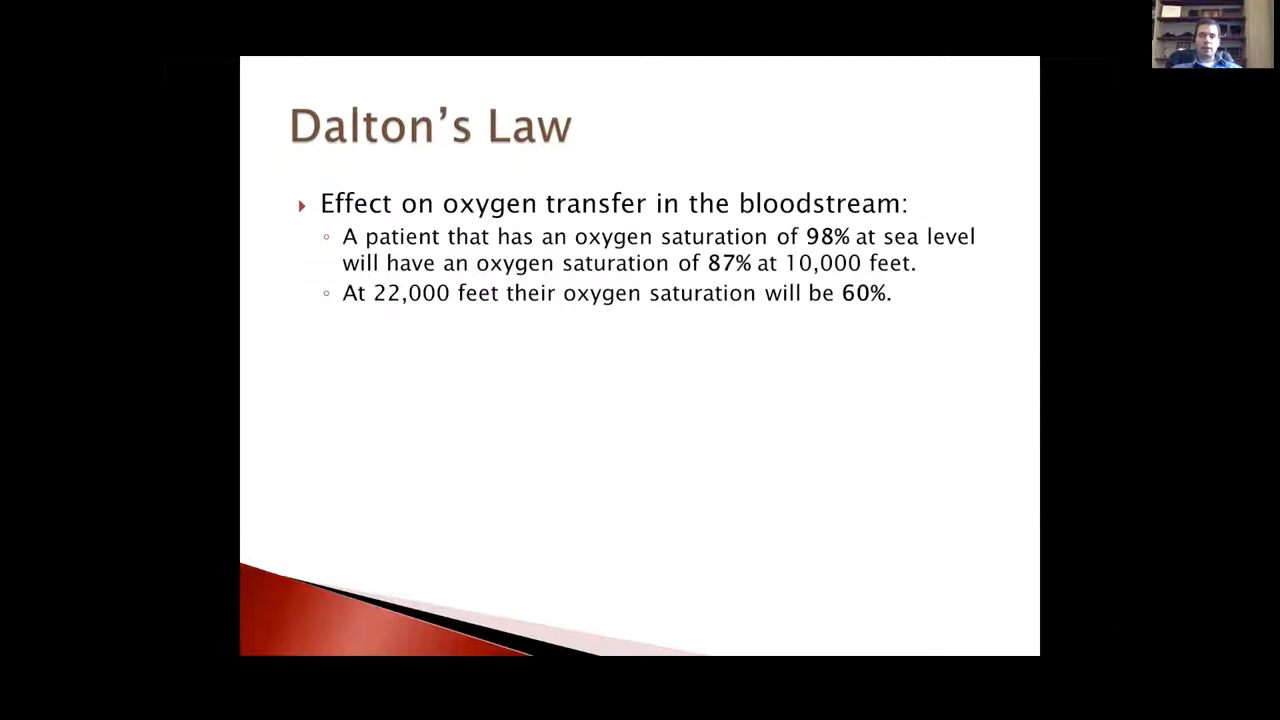 Dalton’s Law
Effect on oxygen transfer in the bloodstream:
A patient that has an oxygen saturation of 98% at sea level
will have an oxygen saturation of 87% at 10,000 feet.
At 22,000 feet their oxygen saturation will be 60%.